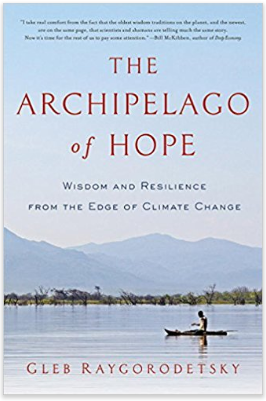 "I take real comfort from the fact that the oldest wisdom traditions on the planet, and the newest,
are on the same page, that scientists and shamans are telling much the same story.
Now it's time for the rest of us to pay some attention." —Bill McKibben, author of Deep Economy
THE
ARCHIPELAGO
of HOPE
WISDOM AND RESILIENCE
FROM THE EDGE OF CLIMATE CHANGE
GLEB RAYGORODETSKY